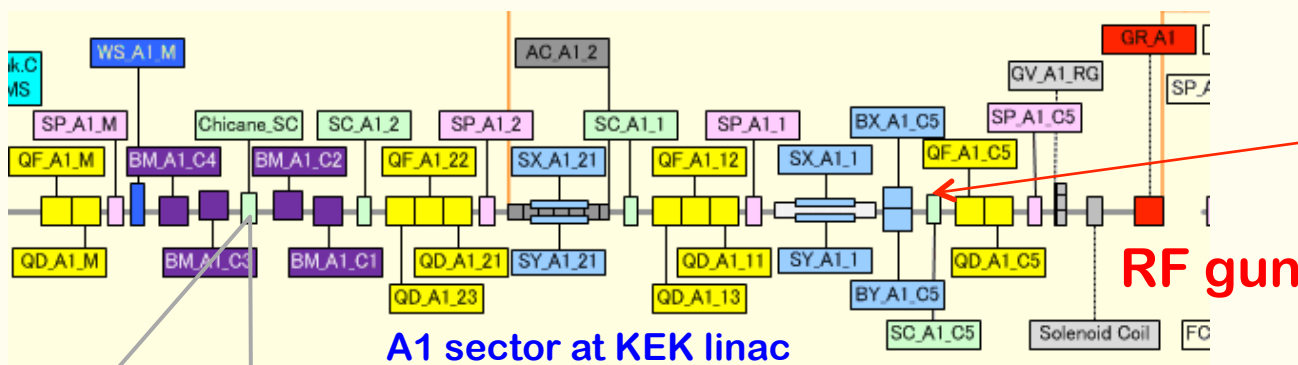 GR_A1
WS_A1_M
AC_A1_2
GV_A1_RG
MS
SP_A1_M
Chicane_SC
SC_A1_2
SP_A1_2
SC_A1_1
SP_A1_1
BX_A1_C5
SP_A1_C5
QF_A1_M
BM_A1_C4
BM_A1_C2
QF_A1_22
SX_A1_21
QF_A1_12
SX_A1_1
QF_A1_C5
QD_A1_M
BM_A1_C3
BM_A1_C1
QD_A1_21
SY_A1_21
QD_A1_11
SY_A1_1
QD_A1_C5
RF gun
QD_A1_23
QD_A1_13
BY_A1_C5
SC_A1_C5
Solenoid Coil
FC
A1 sector at KEK linac